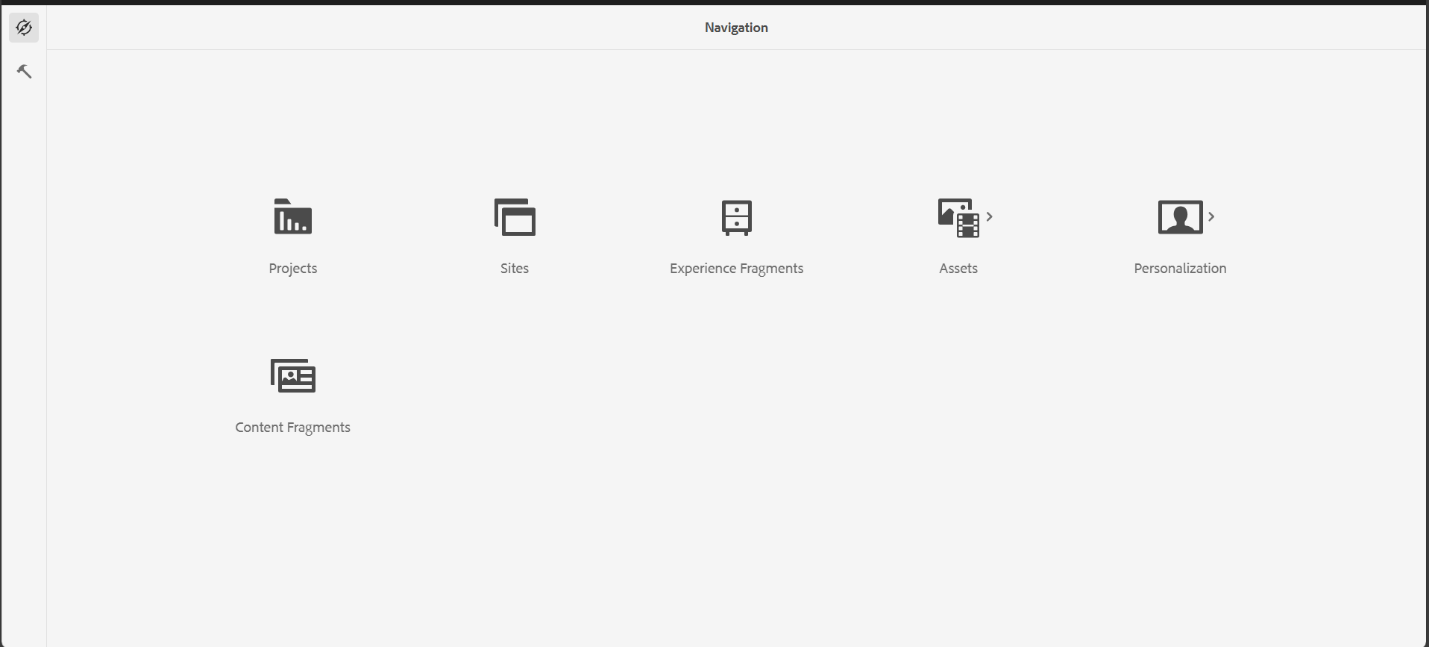 Navigation
Projects
Sites
Experience Fragments
Assets
Personalization
Content Fragments